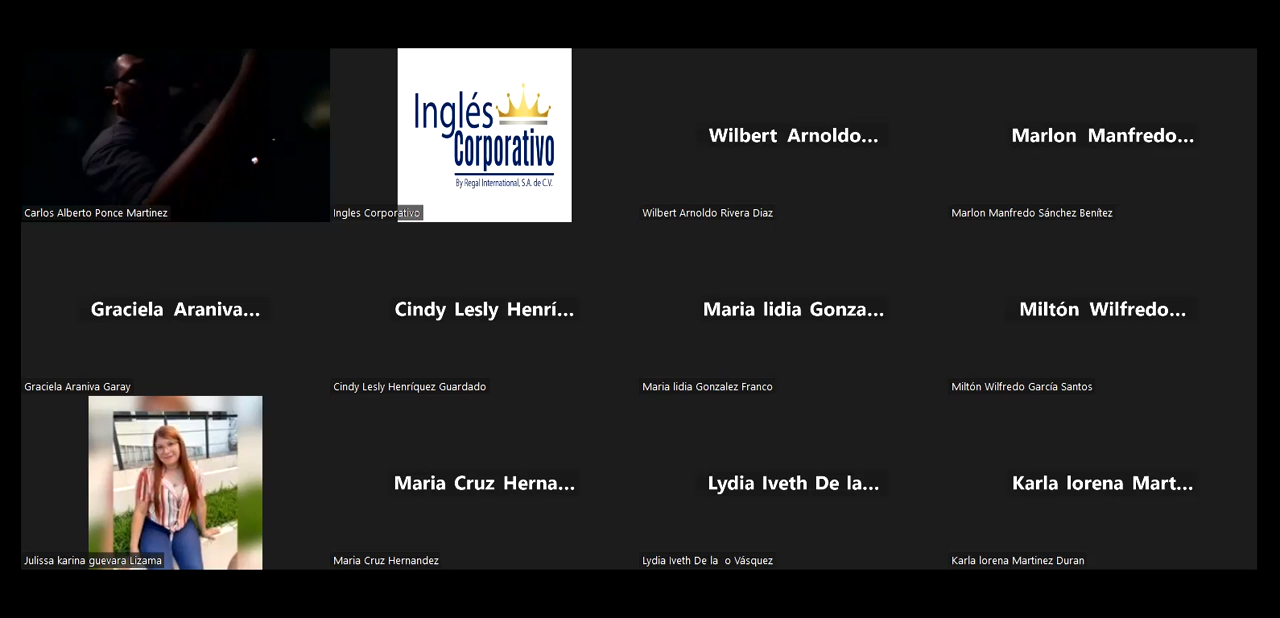 Carlos Alberto Ponce Martinez
Inglés
Corporativo
By Regal International, S.A. de C.V.
Ingles Corporativo
Wilbert Arnoldo...
Wilbert Arnoldo Rivera Diaz
Marlon Manfredo...
Marlon Manfredo Sánchez Benítez
Graciela Araniva...
Graciela Araniva Garay
Cindy Lesly Henrí...
Cindy Lesly Henríquez Guardado
Maria lidia Gonza...
Maria lidia Gonzalez Franco
Miltón Wilfredo...
Miltón Wilfredo García Santos
Julissa karina guevara Lizama
Maria Cruz Herna...
Maria Cruz Hernandez
Lydia Iveth De la...
Lydia Iveth De la o Vásquez
Karla lorena Mart...
Karla lorena Martinez Duran